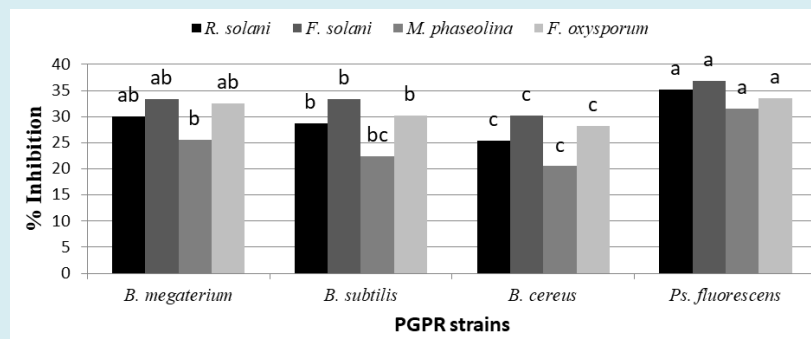 R. solani F. solani M. phaseolina F. oxysporum
40
35
30
25
20
15
10
5
0
% Inhibition
ab ab b ab
b b bc b
c c c c
a a a a
B. megaterium B. subtilis B. cereus Ps. fluorescens
PGPR strains